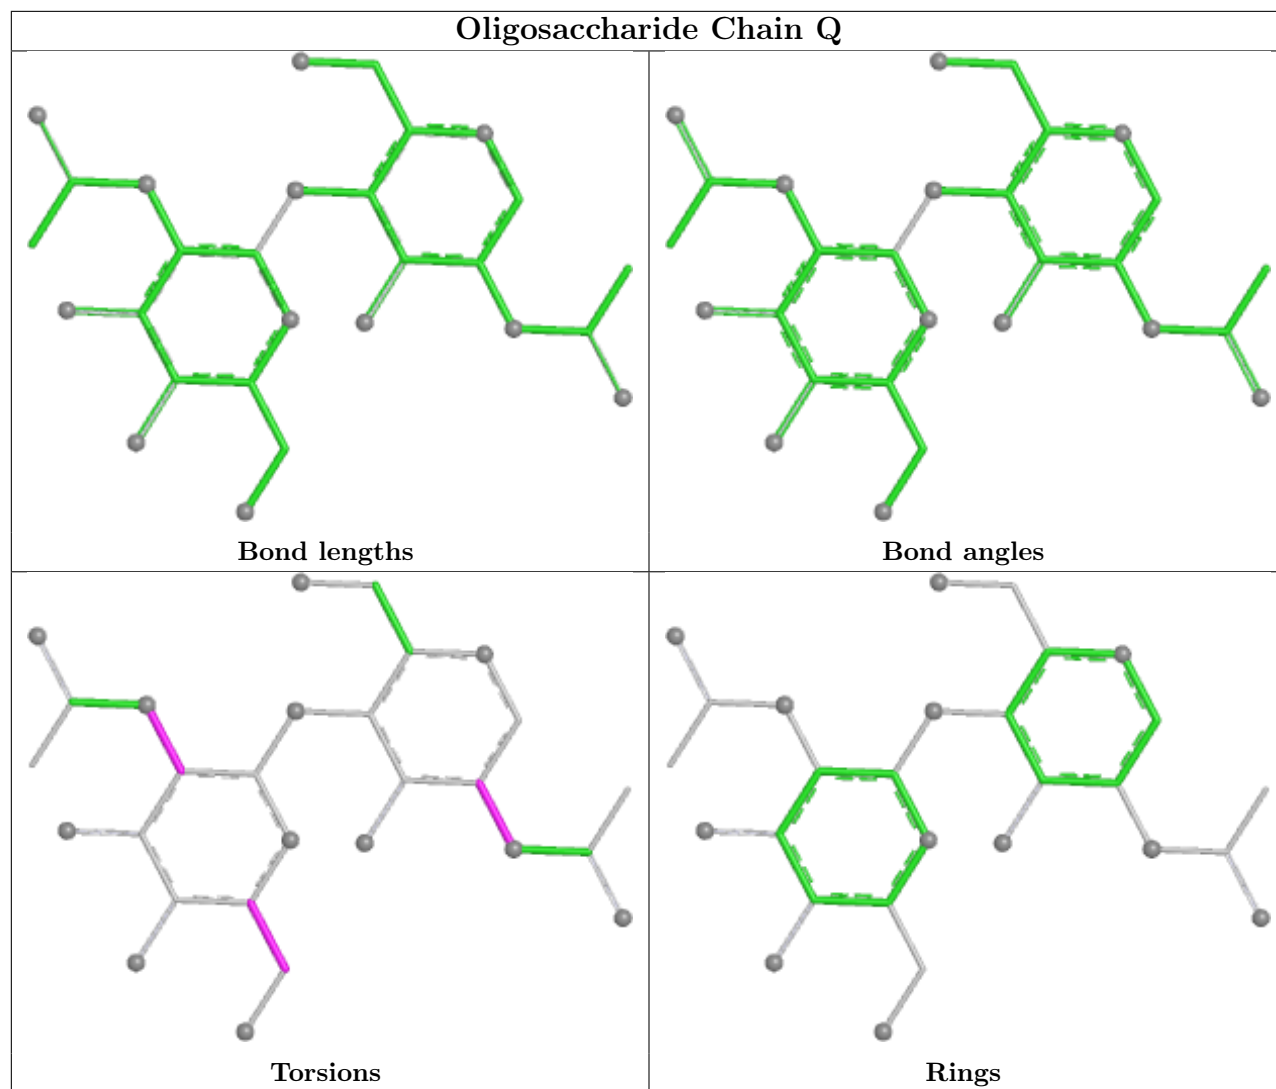 Oligosaccharide Chain Q
Bond lengths
Bond angles
Torsions
Rings